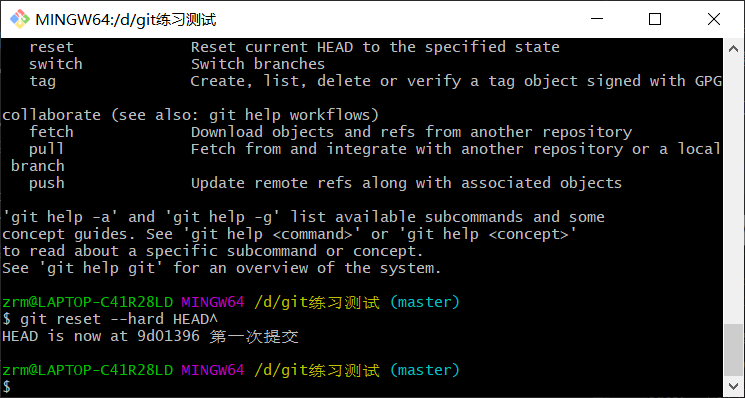 MINGW64:/d/git练习测试
reset Reset current HEAD to the specified state
switch Switch branches
tag Create, list, delete or verify a tag object signed with GPG
collaborate (see also: git help workflows)
fetch Download objects and refs from another repository
pull Fetch from and integrate with another repository or a local
branch
push Update remote refs along with associated objects
'git help -a' and 'git help -g' list available subcommands and some
concept guides. See 'git help <command>' or 'git help <concept>'
to read about a specific subcommand or concept.
See 'git help git' for an overview of the system.
zrm@LAPTOP-C41R28LD MINGW64 /d/git练习测试 (master)
$ git reset --hard HEAD^
HEAD is now at 9d01396 第一次提交
zrm@LAPTOP-C41R28LD MINGW64 /d/git练习测试 (master)
$